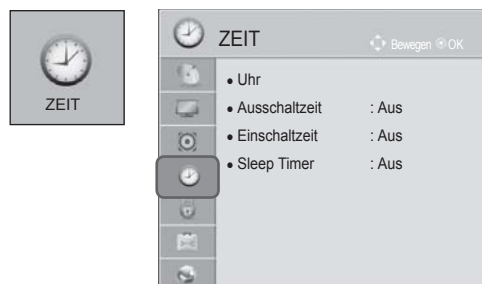 ZEIT
ZEIT Bewegen OK
● Uhr
● Ausschaltzeit : Aus
● Einschaltzeit : Aus
● Sleep Timer : Aus